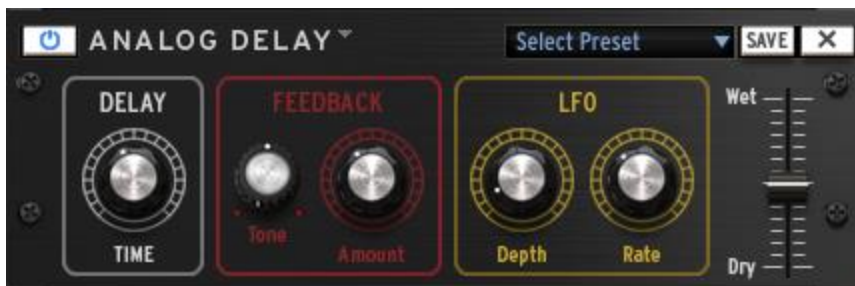 ANALOG DELAY
Select Preset
SAVE
DELAY
FEEDBACK
LFO
Wet
Tone
TIME
Amount
Depth
Rate
Dry